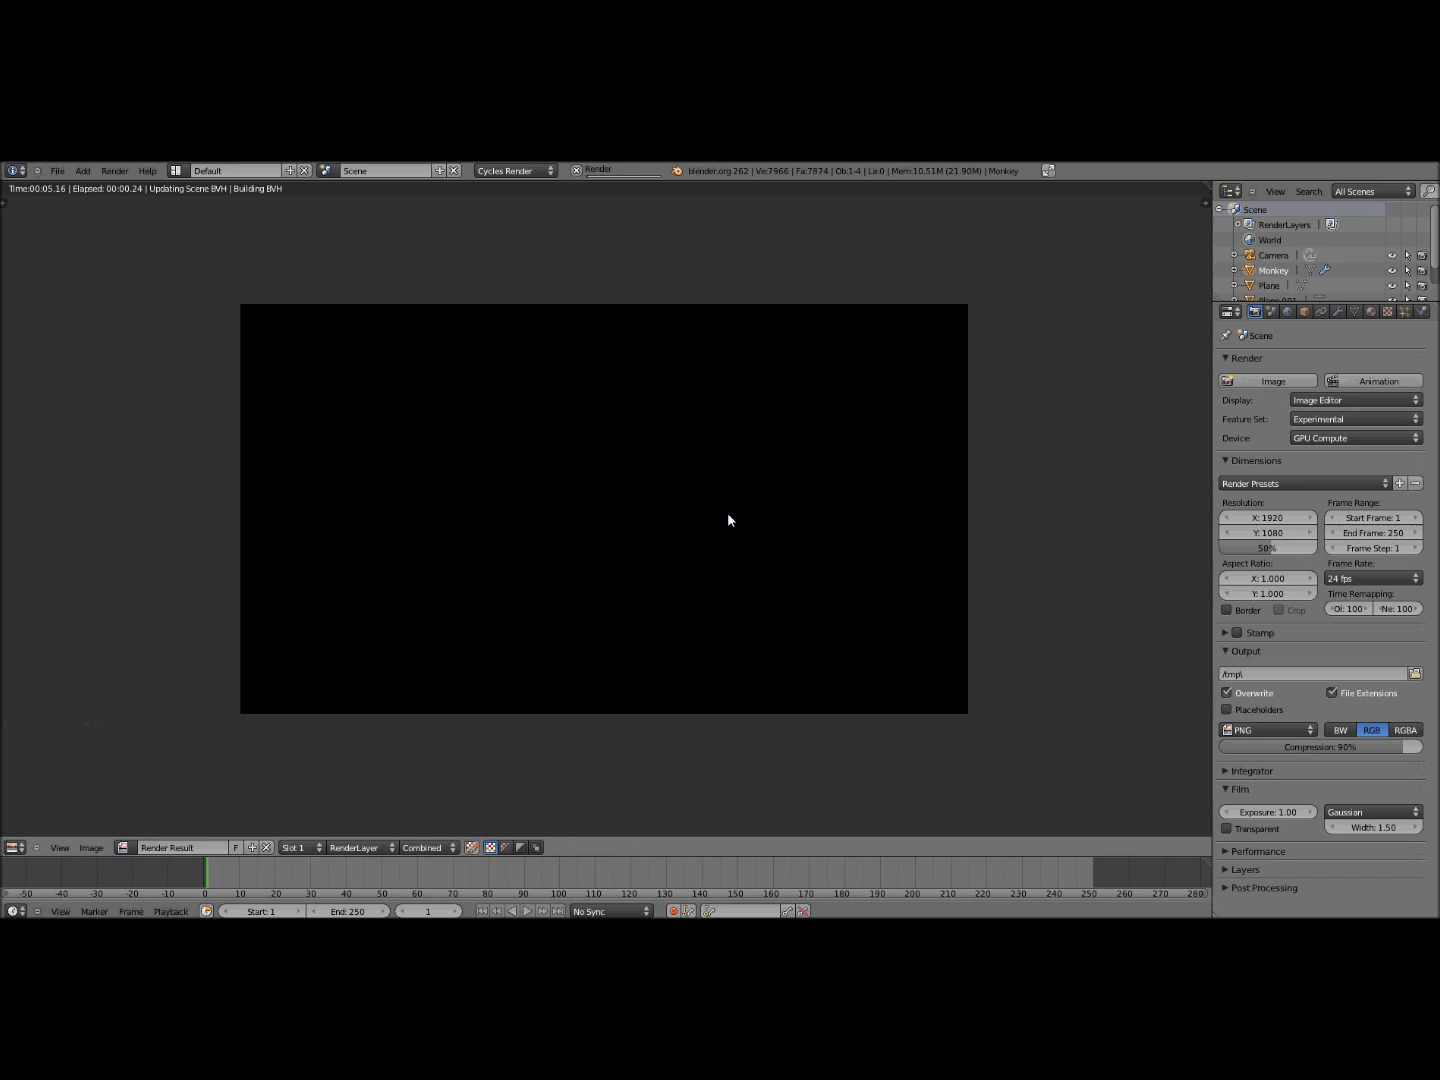 File Add Render Help Default Scene Cycles Render Render blender.org 262 | Ve:7966 | Fa:7874 | Ob:1-4 | La:0 | Mem:10.51M (21.90M) | Monkey
Time:00:05.16 | Elapsed: 00:00.24 | Updating Scene BVH | Building BVH
View Search All Scenes
Scene
RenderLayers |
World
Camera |
Monkey |
Plane |
Plane.001 |
Scene
Render
Image Animation
Display: Image Editor
Feature Set: Experimental
Device: GPU Compute
Dimensions
Render Presets
Resolution: Frame Range:
X: 1920 Start Frame: 1
Y: 1080 End Frame: 250
50% Frame Step: 1
Aspect Ratio: Frame Rate:
X: 1.000 24 fps
Y: 1.000 Time Remapping:
Border Crop Ol: 100 Ne: 100
Stamp
Output
/tmp\
Overwrite File Extensions
Placeholders
PNG BW RGB RGBA
Compression: 90%
Integrator
Film
Exposure: 1.00 Gaussian
Transparent Width: 1.50
Performance
Layers
Post Processing
View Image Render Result F Slot 1 RenderLayer Combined
-50 -40 -30 -20 -10 0 10 20 30 40 50 60 70 80 90 100 110 120 130 140 150 160 170 180 190 200 210 220 230 240 250 260 270 280
View Marker Frame Playback Start: 1 End: 250 1 No Sync